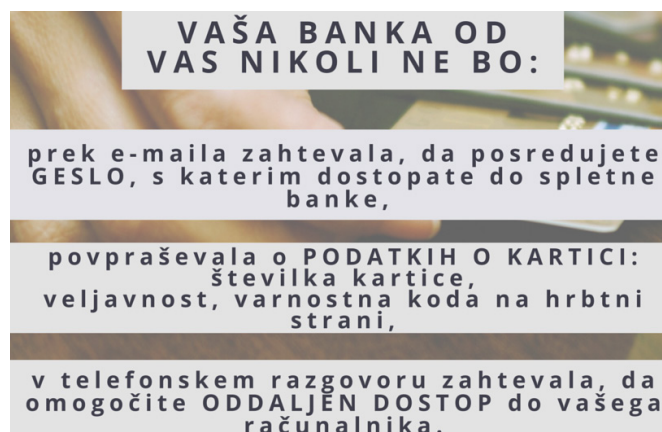 VAŠA BANKA OD
VAS NIKOLI NE BO:
prek e-maila zahtevala, da posredujete
GESLO, s katerim dostopate do spletne
banke,
povpraševala o PODATKIH O KARTICI:
številka kartice,
veljavnost, varnostna koda na hrbtni
strani,
v telefonskem razgovoru zahtevala, da
omogočite ODDALJEN DOSTOP do vašega
računalnika.